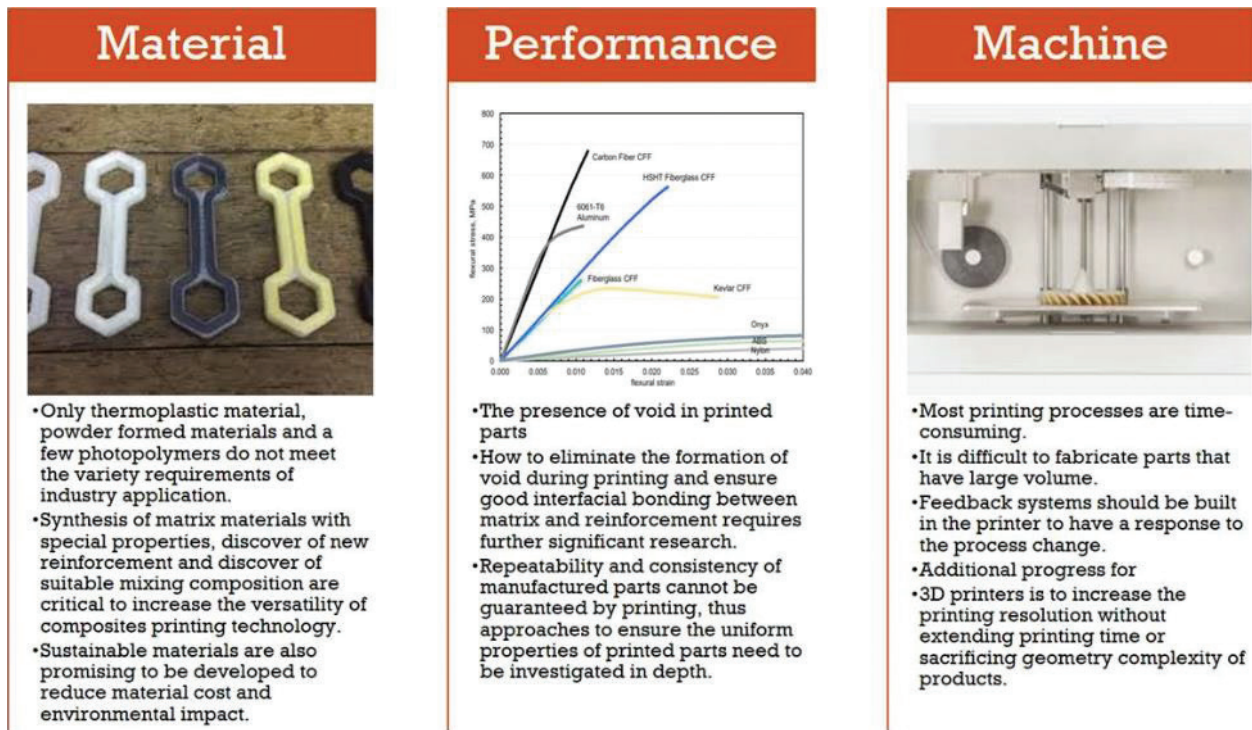 Material
•Only thermoplastic material,
powder formed materials and a
few photopolymers do not meet
the variety requirements of
industry application.
•Synthesis of matrix materials with
special properties, discover of new
reinforcement and discover of
suitable mixing composition are
critical to increase the versatility of
composites printing technology.
•Sustainable materials are also
promising to be developed to
reduce material cost and
environmental impact.
Performance
800
700
600
500
400
300
200
100
0
flexural stress, MPa
Carbon Fiber CFF
HSHT Fiberglass CFF
6061-T6
Aluminum
Fiberglass CFF
Kevlar CFF
Onyx
ABS
Nylon
0.000 0.005 0.010 0.015 0.020 0.025 0.030 0.035 0.040
flexural strain
•The presence of void in printed
parts
•How to eliminate the formation of
void during printing and ensure
good interfacial bonding between
matrix and reinforcement requires
further significant research.
•Repeatability and consistency of
manufactured parts cannot be
guaranteed by printing, thus
approaches to ensure the uniform
properties of printed parts need to
be investigated in depth.
Machine
•Most printing processes are time-
consuming.
•It is difficult to fabricate parts that
have large volume.
•Feedback systems should be built
in the printer to have a response to
the process change.
•Additional progress for
•3D printers is to increase the
printing resolution without
extending printing time or
sacrificing geometry complexity of
products.